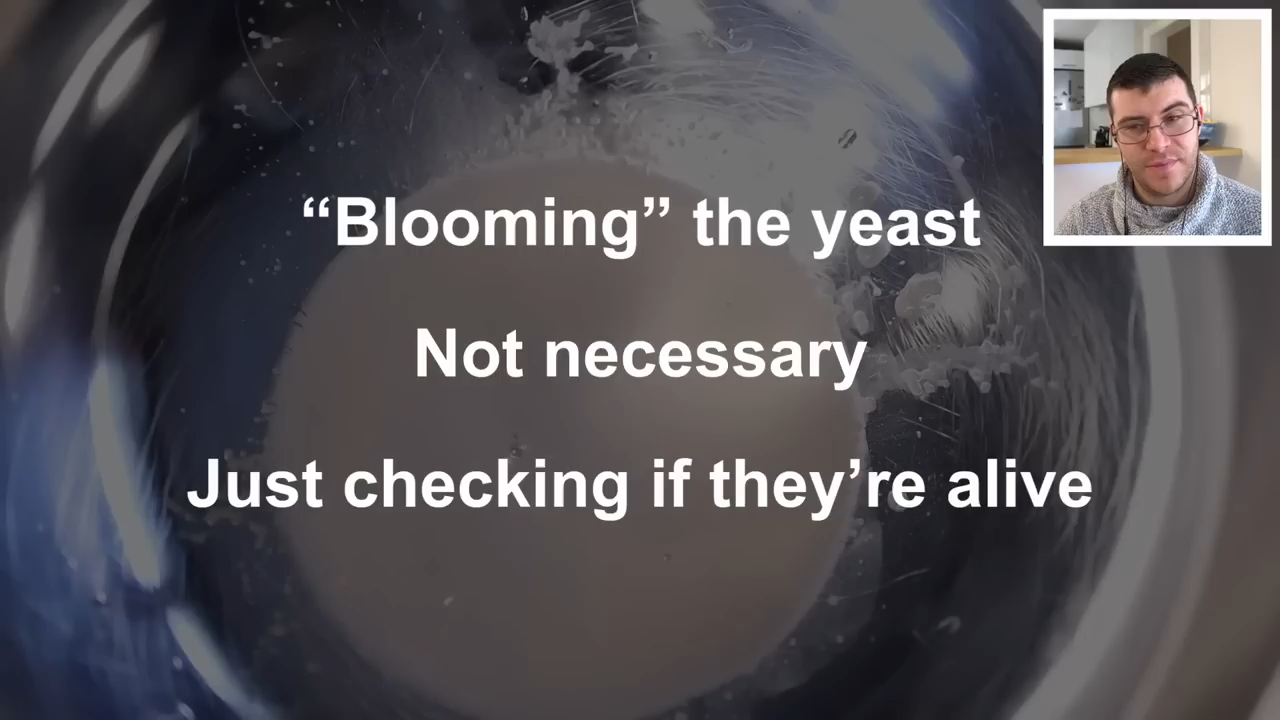 “Blooming” the yeast
Not necessary
Just checking if they’re alive